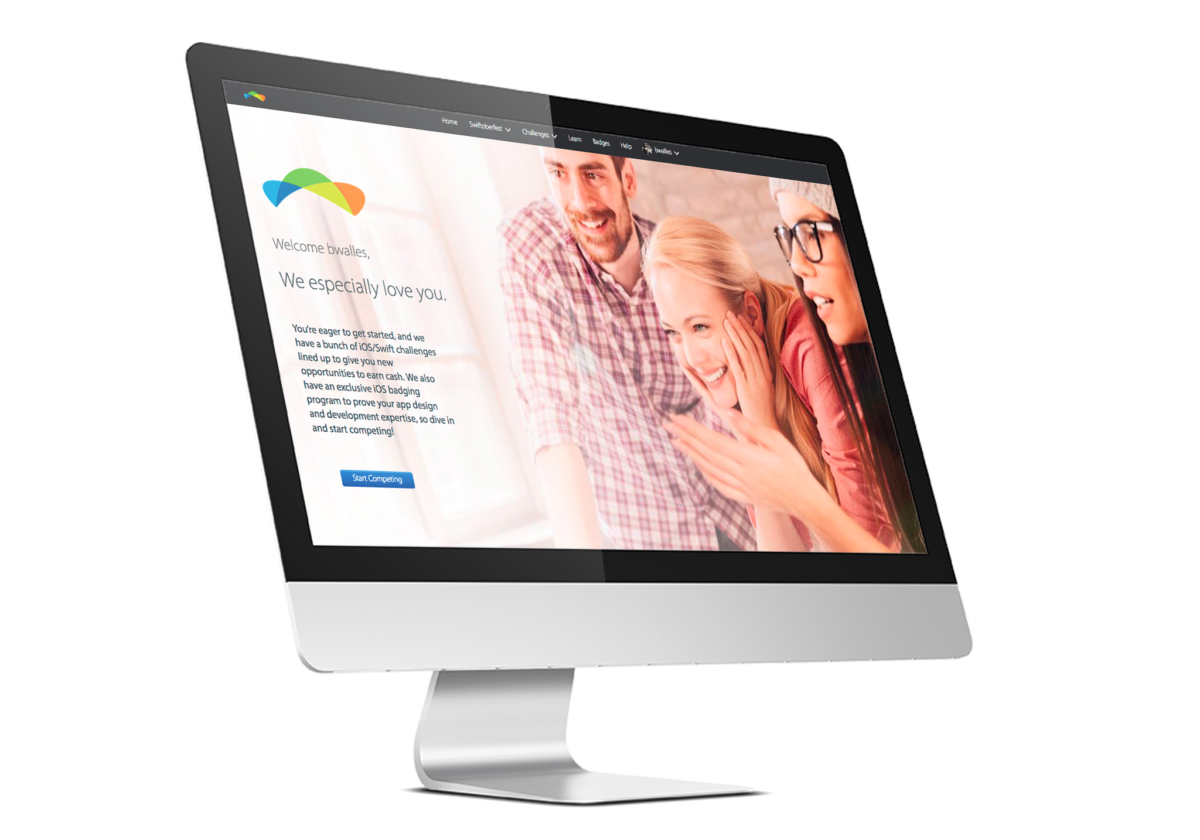 Home Swiftoberfest Challenges Learn Badges Help bwalles
Welcome bwalles,
We especially love you.
You're eager to get started, and we
have a bunch of iOS/Swift challenges
lined up to give you new
opportunities to earn cash. We also
have an exclusive iOS badging
program to prove your app design
and development expertise, so dive in
and start competing!
Start Competing